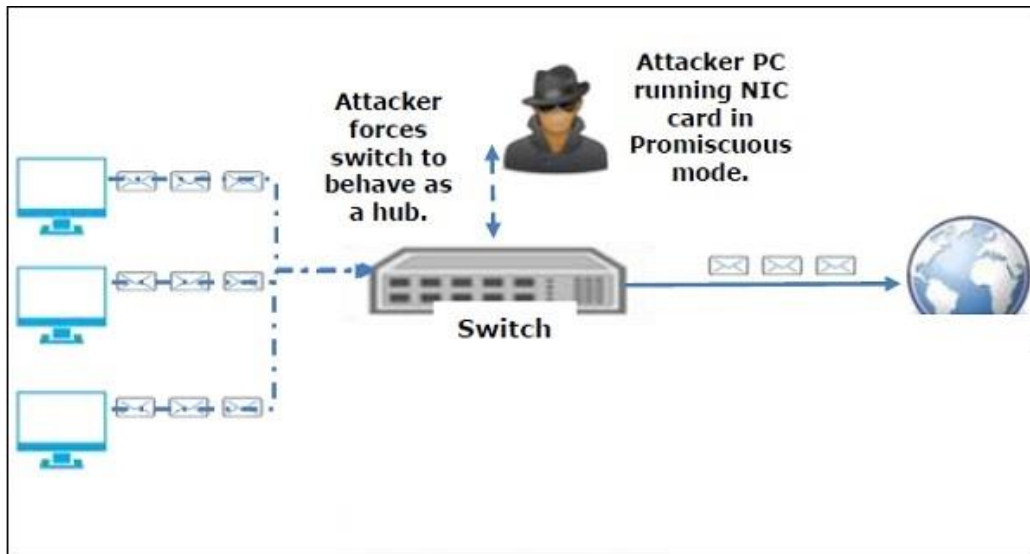 Attacker
forces
switch to
behave as
a hub.
Attacker PC
running NIC
card in
Promiscuous
mode.
Switch